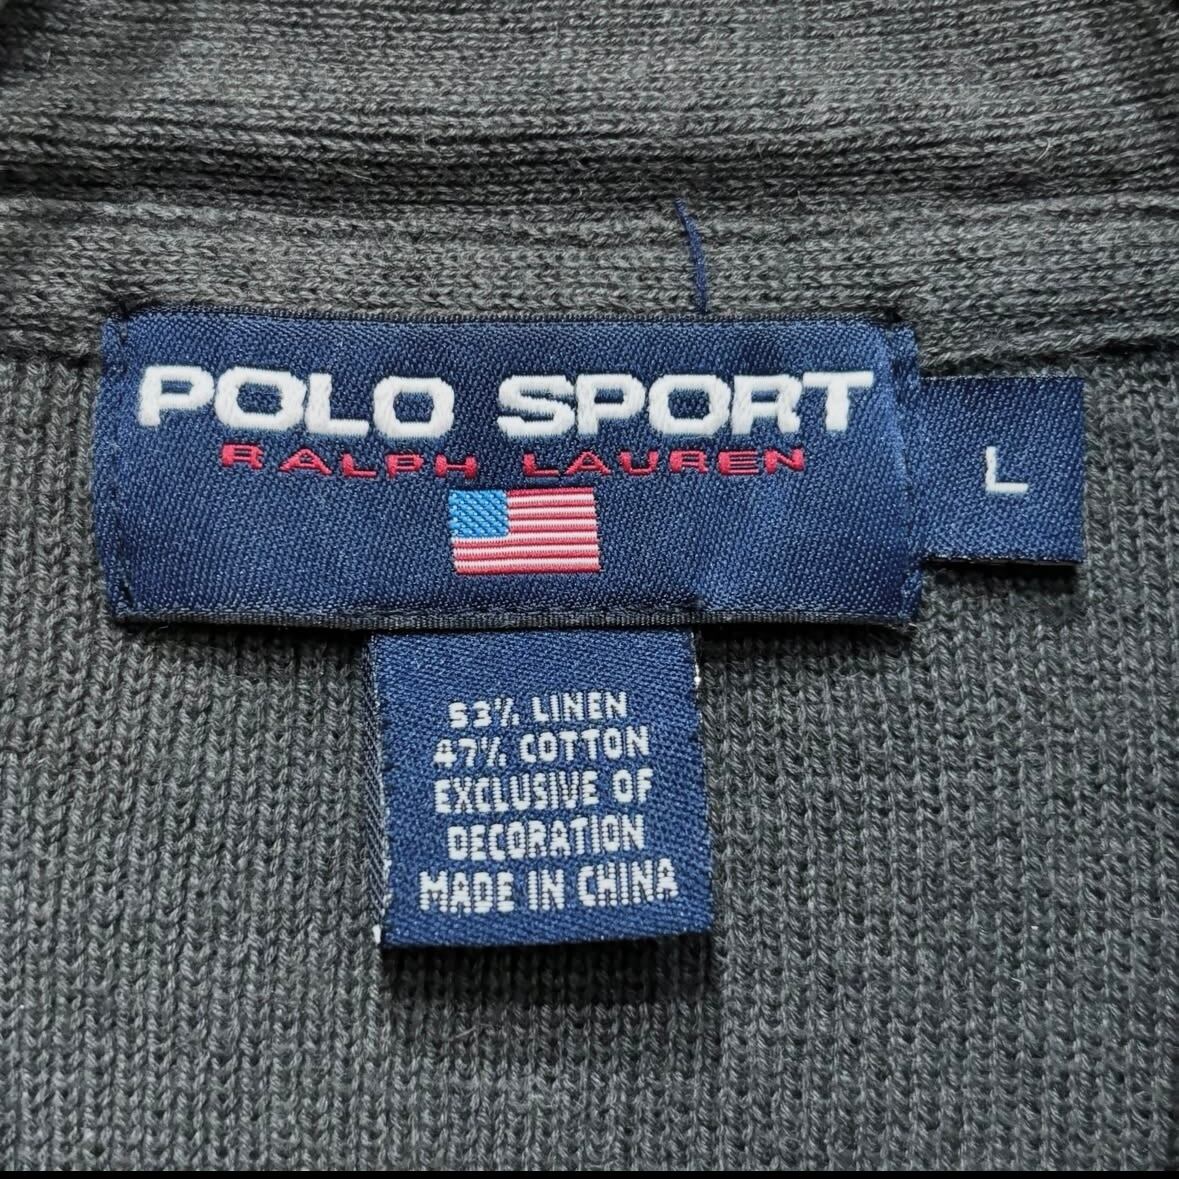 POLO SPORT
RALPH LAUREN
L
53% LINEN
47% COTTON
EXCLUSIVE OF
DECORATION
MADE IN CHINA